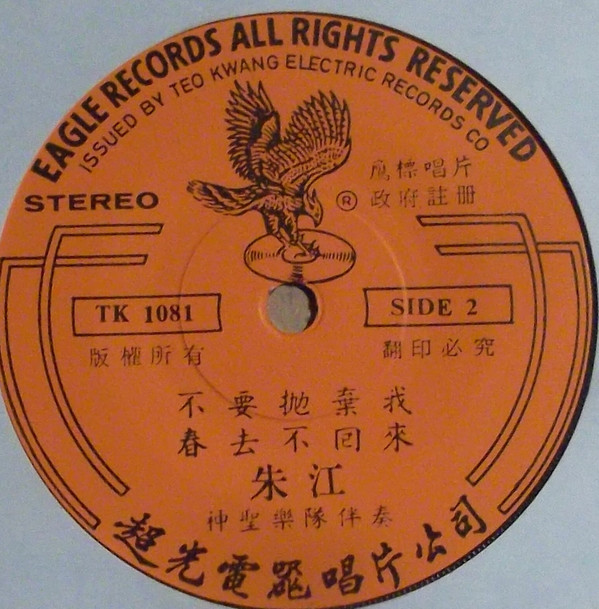 EAGLE RECORDS ALL RIGHTS RESERVED
ISSUED BY TEO KWANG ELECTRIC RECORDS CO
STEREO
鷹標唱片
® 政府註册
TK 1081
SIDE 2
版權所有
翻印必究
不要抛棄我
春去不回來
朱江
神聖樂隊伴奏
超光電器唱片公司